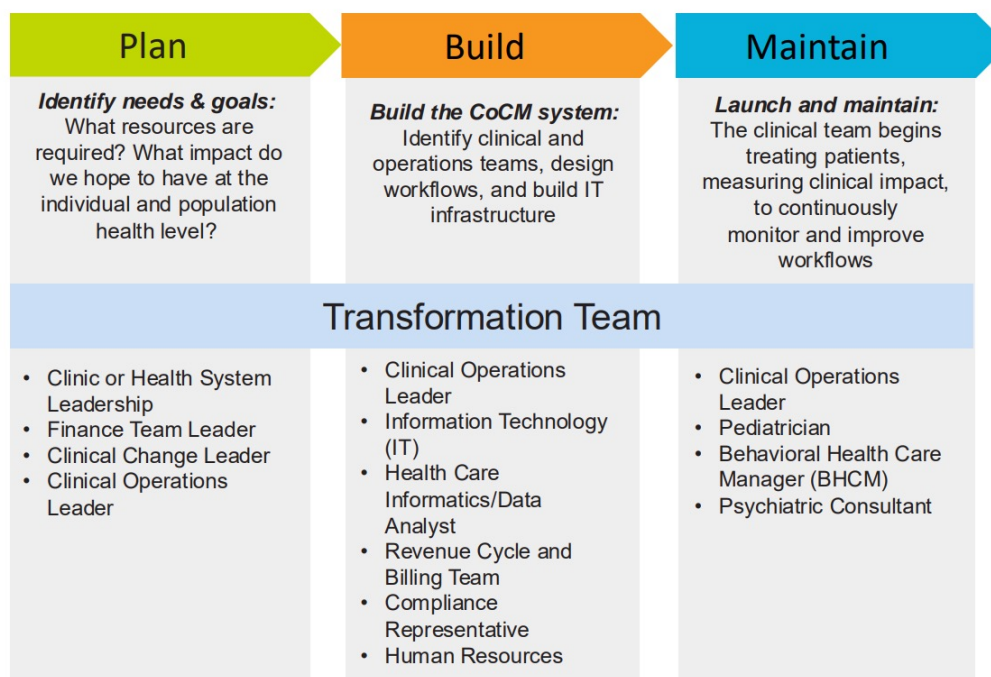 Plan
Build
Maintain
Identify needs & goals:
What resources are
required? What impact do
we hope to have at the
individual and population
health level?
Build the CoCM system:
Identify clinical and
operations teams, design
workflows, and build IT
infrastructure
Launch and maintain:
The clinical team begins
treating patients,
measuring clinical impact,
to continuously
monitor and improve
workflows
Transformation Team
• Clinic or Health System
Leadership
• Finance Team Leader
• Clinical Change Leader
• Clinical Operations
Leader
• Clinical Operations
Leader
• Information Technology
(IT)
• Health Care
Informatics/Data
Analyst
• Revenue Cycle and
Billing Team
• Compliance
Representative
• Human Resources
• Clinical Operations
Leader
• Pediatrician
• Behavioral Health Care
Manager (BHCM)
• Psychiatric Consultant